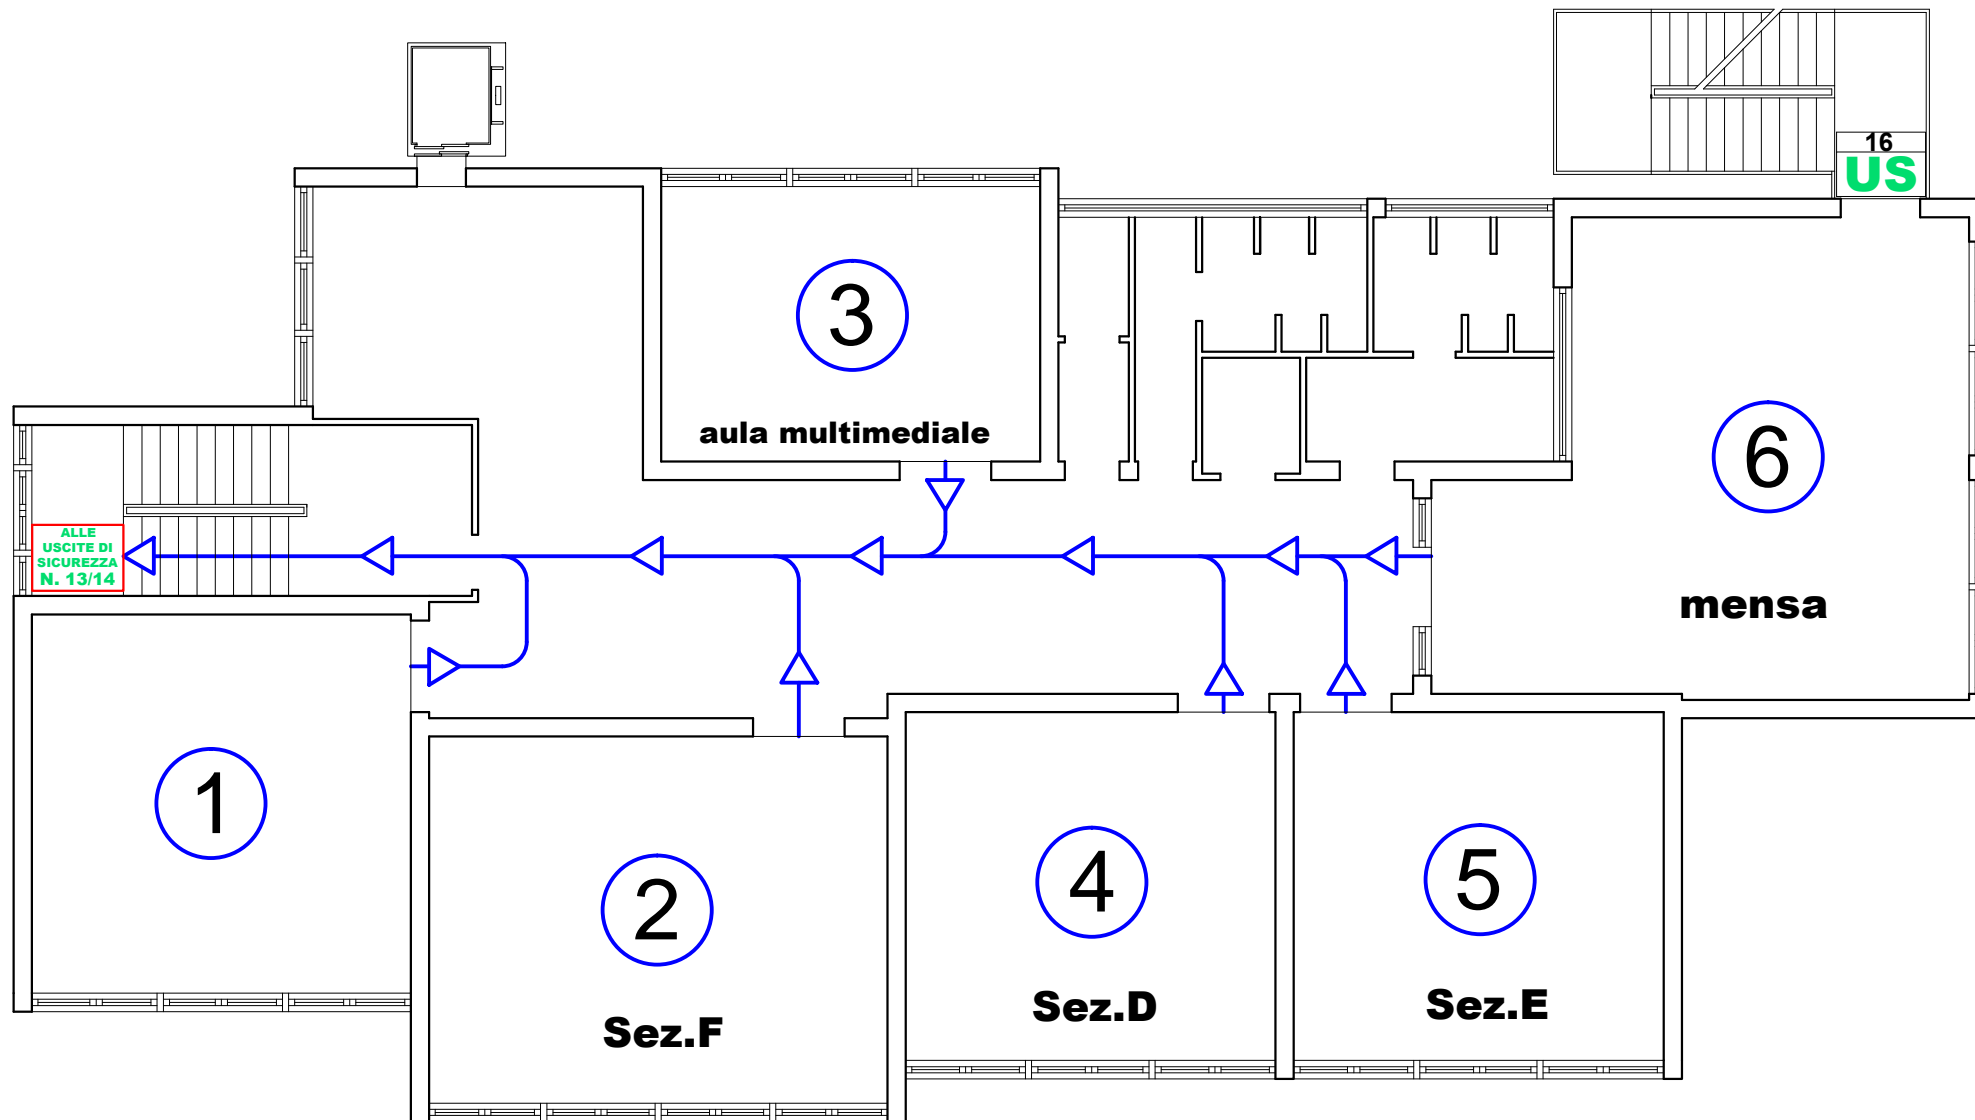 16
US
3
aula multimediale
6
mensa
ALLE
USCITE DI
SICUREZZA
N. 13/14
1
2
Sez.F
4
Sez.D
5
Sez.E